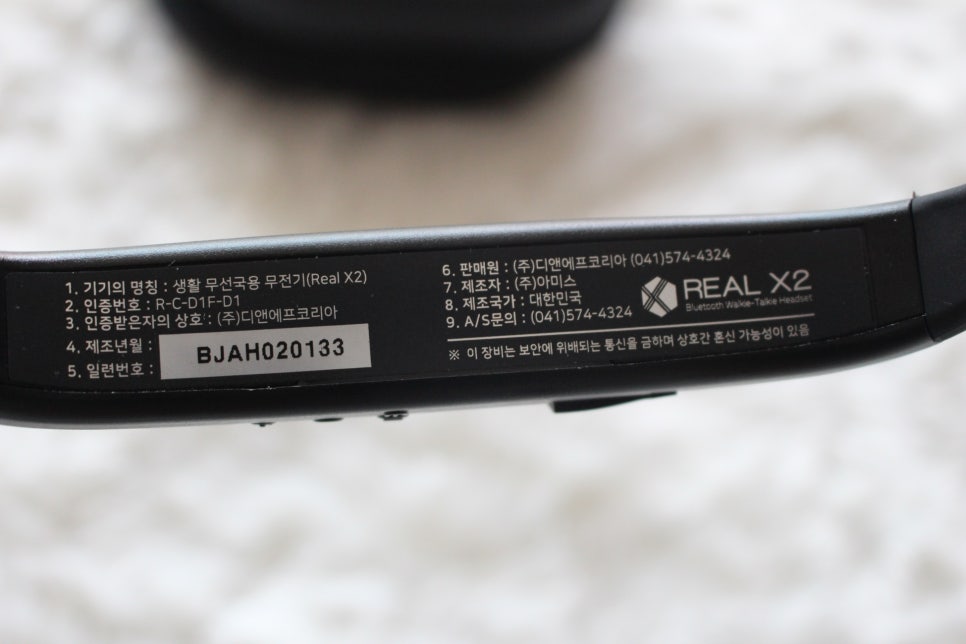 1. 기기의 명칭 : 생활 무선국용 무전기(Real X2)
2. 인증번호 : R-C-D1F-D1
3. 인증받은자의 상호 : (주)디앤에프코리아
4. 제조년월 :
5. 일련번호 :
BJAH020133
6. 판매원 : (주)디앤에프코리아 (041)574-4324
7. 제조자 : (주)아미스
8. 제조국가 : 대한민국
9. A/S문의 : (041)574-4324
REAL X2
Bluetooth Walkie-Talkie Headset
※ 이 장비는 보안에 위배되는 통신을 금하며 상호간 혼신 가능성이 있음